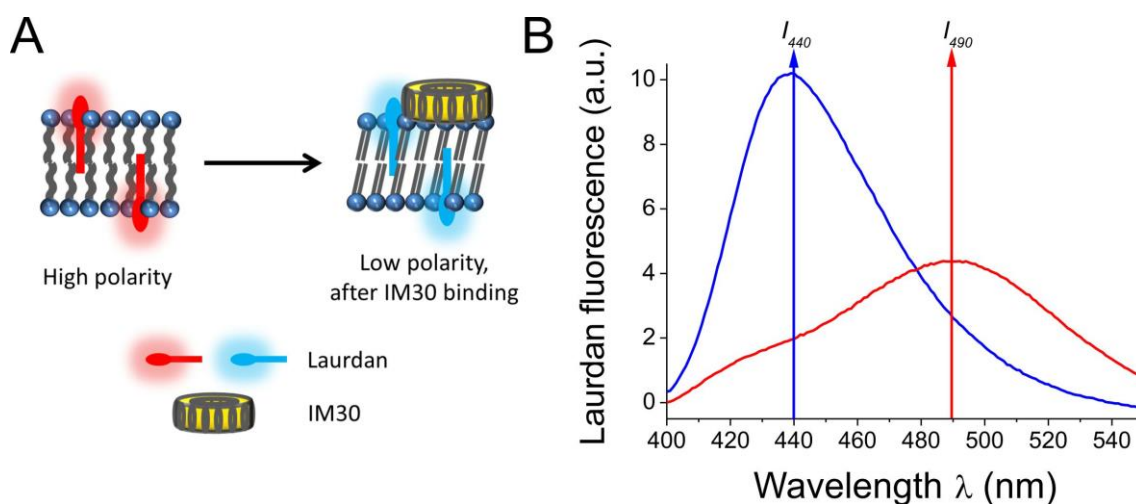 A
High polarity
Low polarity,
after IM30 binding
Laurdan
IM30
B
I440
I490
Laurdan fluorescence (a.u.)
10
8
6
4
2
0
400 420 440 460 480 500 520 540
Wavelength λ (nm)